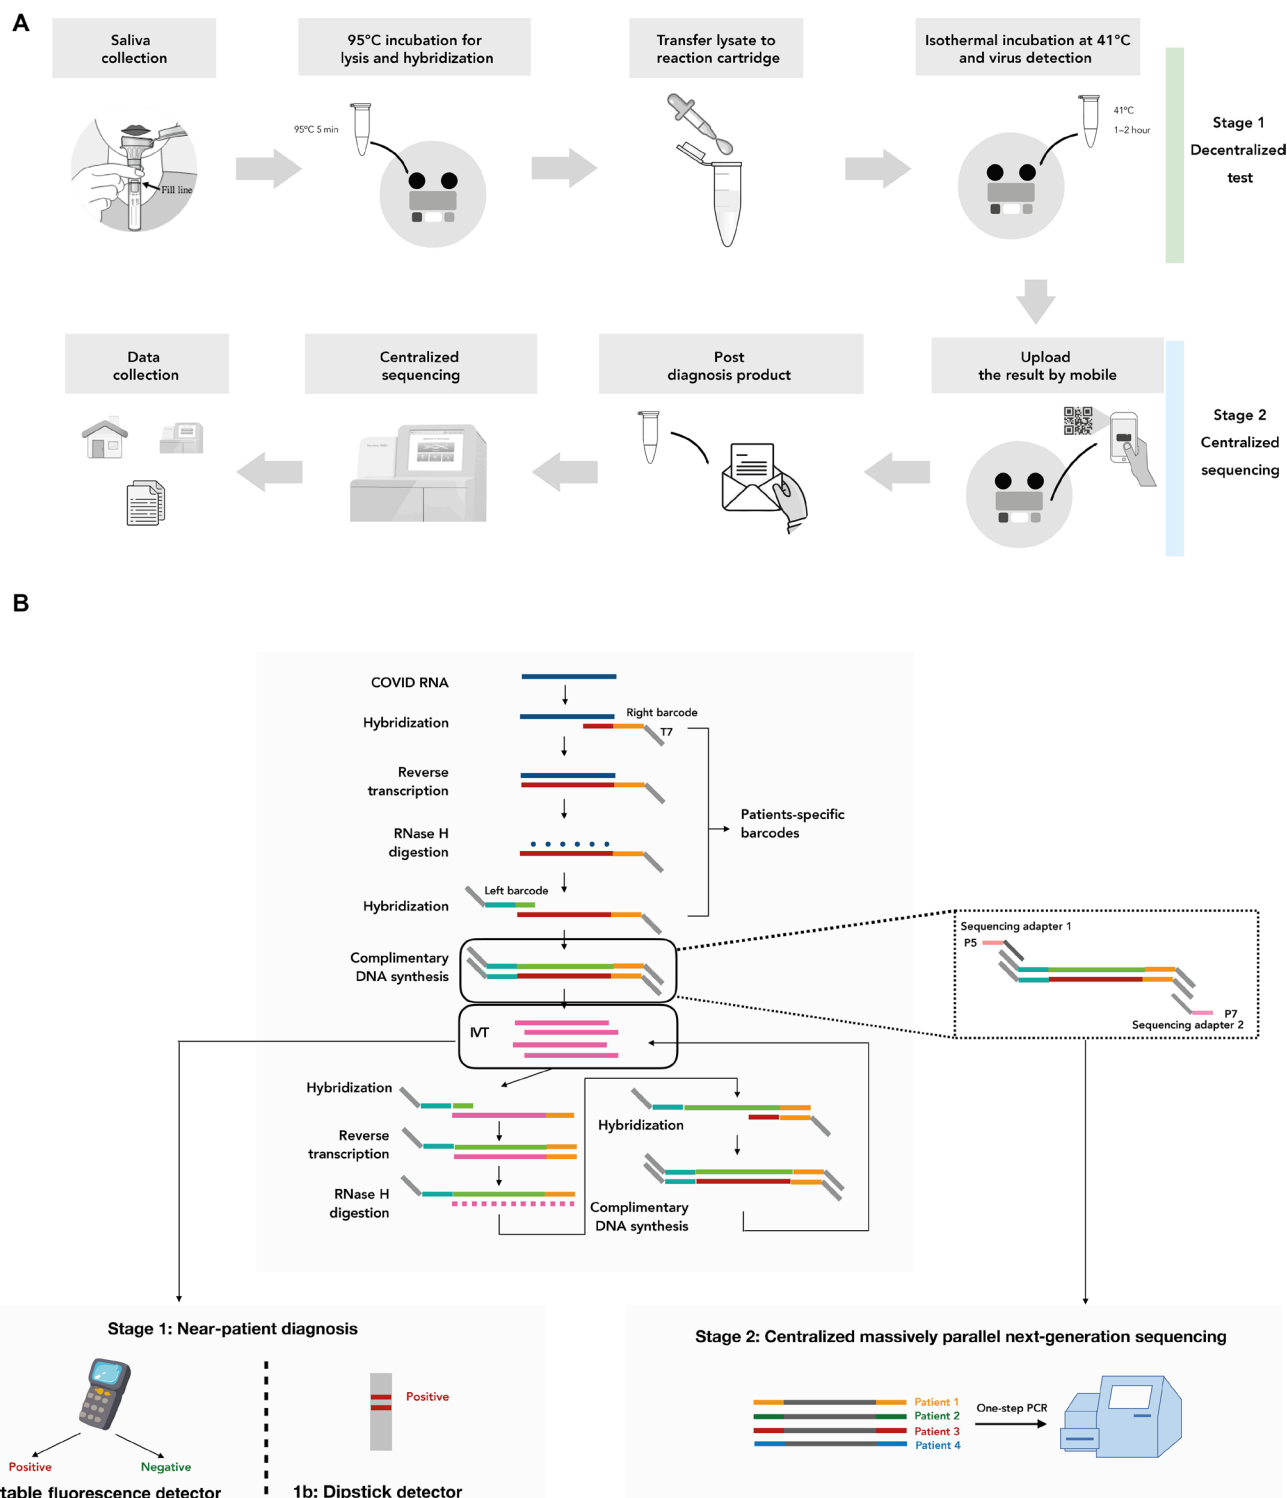 A
Saliva
collection
95°C incubation for
lysis and hybridization
Transfer lysate to
reaction cartridge
Isothermal incubation at 41°C
and virus detection
Fill line
95°C 5 min
41°C
1–2 hour
Stage 1
Decentralized
test
Data
collection
Centralized
sequencing
Post
diagnosis product
Upload
the result by mobile
Stage 2
Centralized
sequencing
B
COVID RNA
Hybridization
Right barcode
T7
Reverse
transcription
Patients-specific
barcodes
RNase H
digestion
Left barcode
Hybridization
Complimentary
DNA synthesis
Sequencing adapter 1
P5
P7
Sequencing adapter 2
IVT
Hybridization
Reverse
transcription
RNase H
digestion
Hybridization
Complimentary
DNA synthesis
Stage 1: Near-patient diagnosis
Positive
Negative
table fluorescence detector
Positive
1b: Dipstick detector
Stage 2: Centralized massively parallel next-generation sequencing
Patient 1
Patient 2
Patient 3
Patient 4
One-step PCR